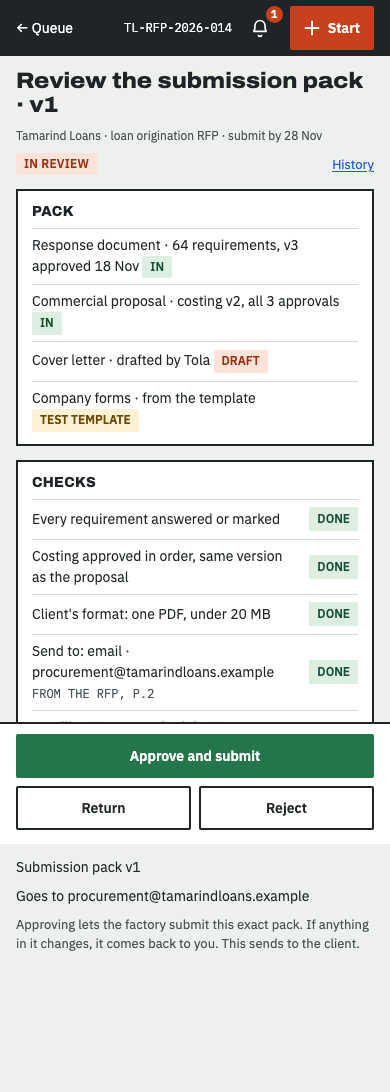 ← Queue
TL-RFP-2026-014
1
+ Start
Review the submission pack
· v1
Tamarind Loans · loan origination RFP · submit by 28 Nov
IN REVIEW
History
PACK
Response document · 64 requirements, v3
approved 18 Nov IN
Commercial proposal · costing v2, all 3 approvals
IN
Cover letter · drafted by Tola DRAFT
Company forms · from the template
TEST TEMPLATE
CHECKS
Every requirement answered or marked DONE
Costing approved in order, same version
as the proposal
DONE
Client's format: one PDF, under 20 MB DONE
Send to: email ·
procurement@tamarindloans.example
DONE
FROM THE RFP, P.2
Approve and submit
Return
Reject
Submission pack v1
Goes to procurement@tamarindloans.example
Approving lets the factory submit this exact pack. If anything
in it changes, it comes back to you. This sends to the client.